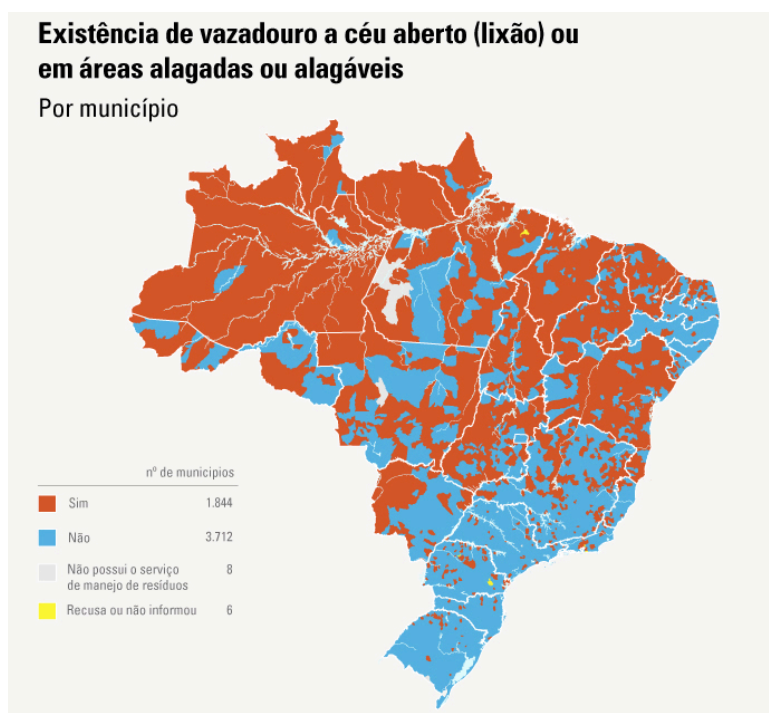 Existência de vazadouro a céu aberto (lixão) ou
em áreas alagadas ou alagáveis
Por município
nº de municipios
Sim 1.844
Não 3.712
Não possui o serviço
de manejo de resíduos 8
Recusa ou não informou 6